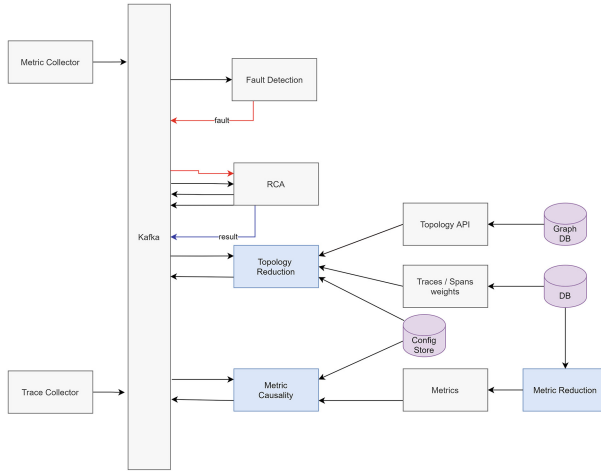 Metric Collector
Fault Detection
fault
RCA
Kafka
result
Topology
Reduction
Topology API
Graph
DB
Traces / Spans
weights
DB
Config
Store
Trace Collector
Metric
Causality
Metrics
Metric Reduction